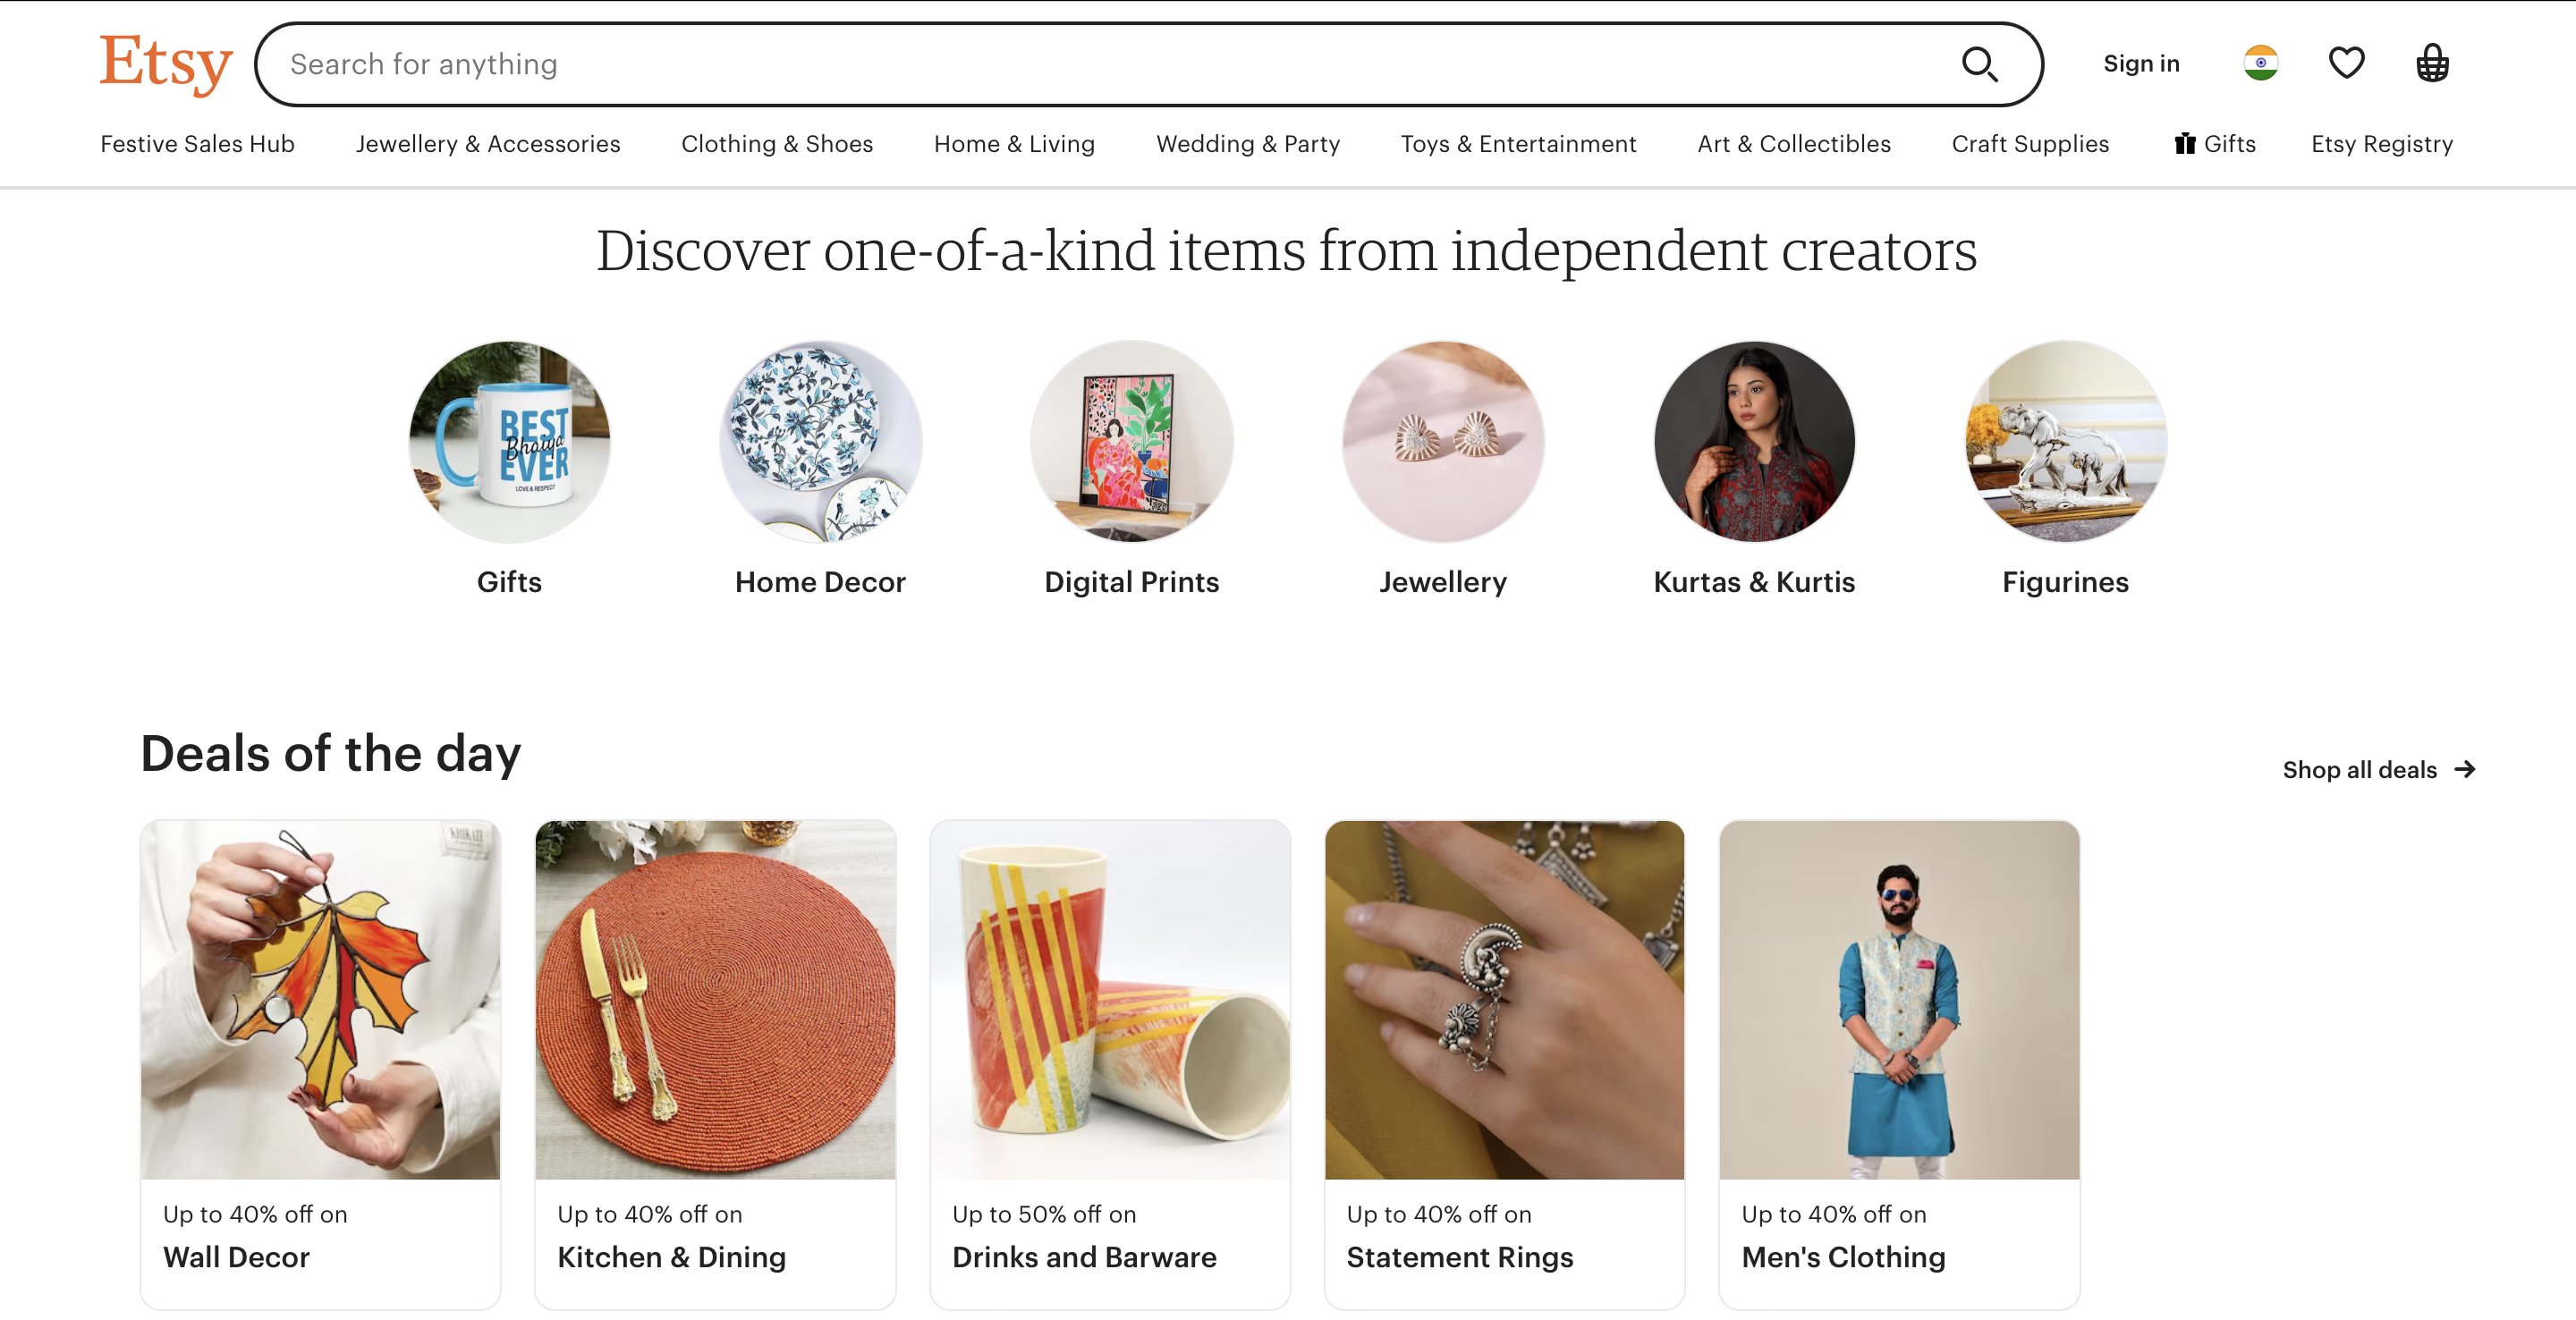 Etsy
Search for anything
Sign in
Festive Sales Hub
Jewellery & Accessories
Clothing & Shoes
Home & Living
Wedding & Party
Toys & Entertainment
Art & Collectibles
Craft Supplies
Gifts
Etsy Registry
Discover one-of-a-kind items from independent creators
BEST
Bhaiya
EVER
LOVE & RESPECT
Gifts
Home Decor
Digital Prints
Jewellery
Kurtas & Kurtis
Figurines
Deals of the day
Shop all deals
Up to 40% off on
Wall Decor
Up to 40% off on
Kitchen & Dining
Up to 50% off on
Drinks and Barware
Up to 40% off on
Statement Rings
Up to 40% off on
Men's Clothing